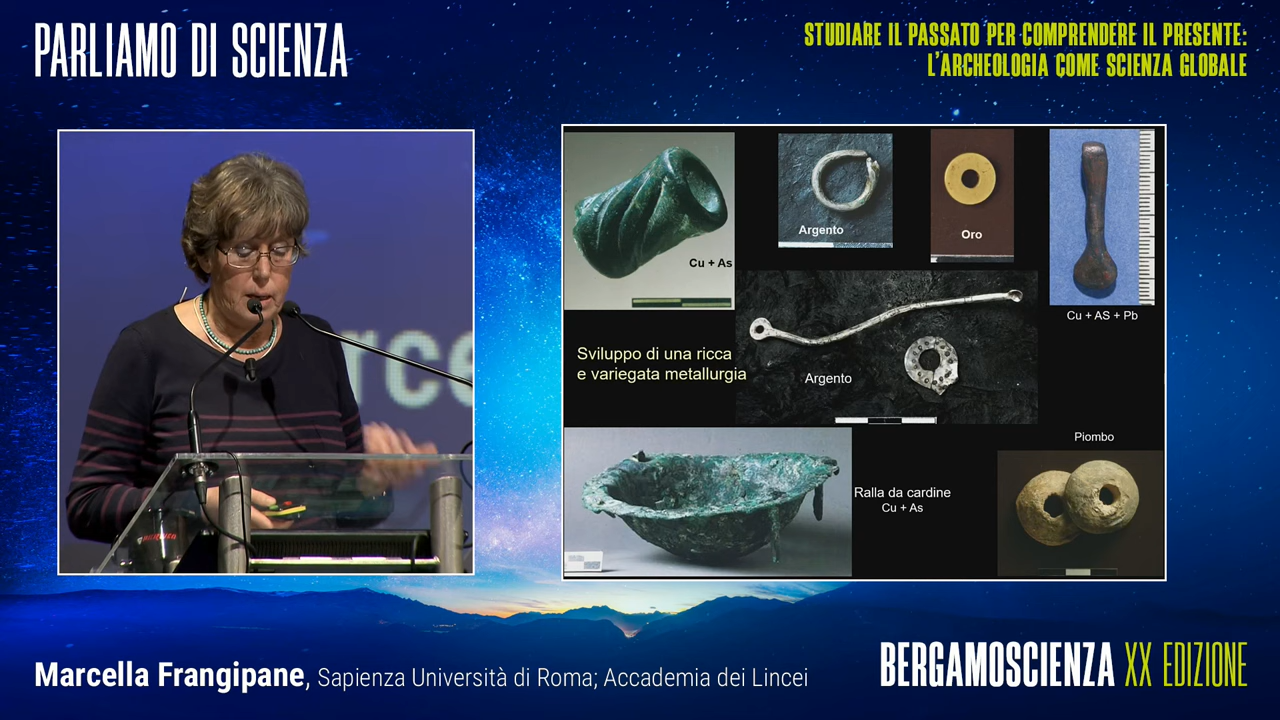 PARLIAMO DI SCIENZA
STUDIARE IL PASSATO PER COMPRENDERE IL PRESENTE:
L'ARCHEOLOGIA COME SCIENZA GLOBALE
Cu + As
Argento
Oro
Cu + AS + Pb
Sviluppo di una ricca
e variegata metallurgia
Argento
Piombo
Ralla da cardine
Cu + As
rce
Marcella Frangipane, Sapienza Università di Roma; Accademia dei Lincei
BERGAMOSCIENZA XX EDIZIONE